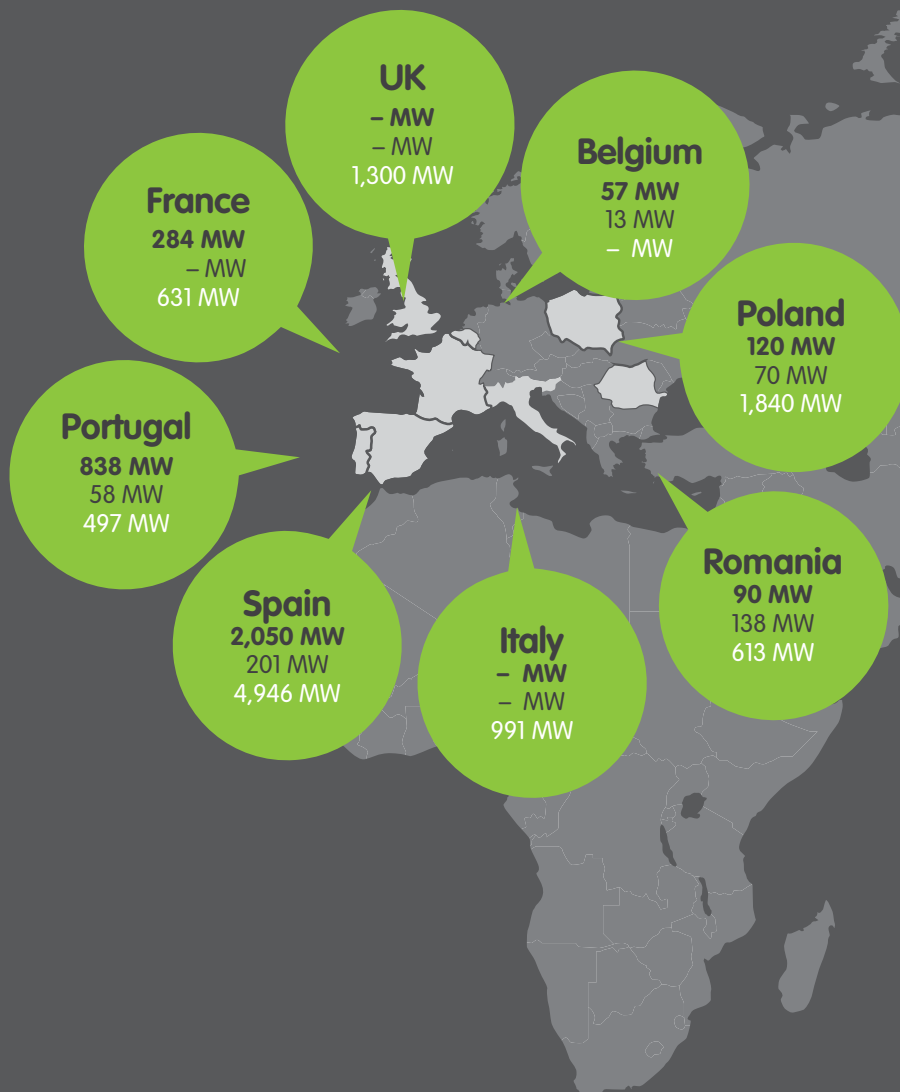 UK
– MW
– MW
1,300 MW
Belgium
57 MW
13 MW
– MW
France
284 MW
– MW
631 MW
Poland
120 MW
70 MW
1,840 MW
Portugal
838 MW
58 MW
497 MW
Romania
90 MW
138 MW
613 MW
Spain
2,050 MW
201 MW
4,946 MW
Italy
– MW
– MW
991 MW